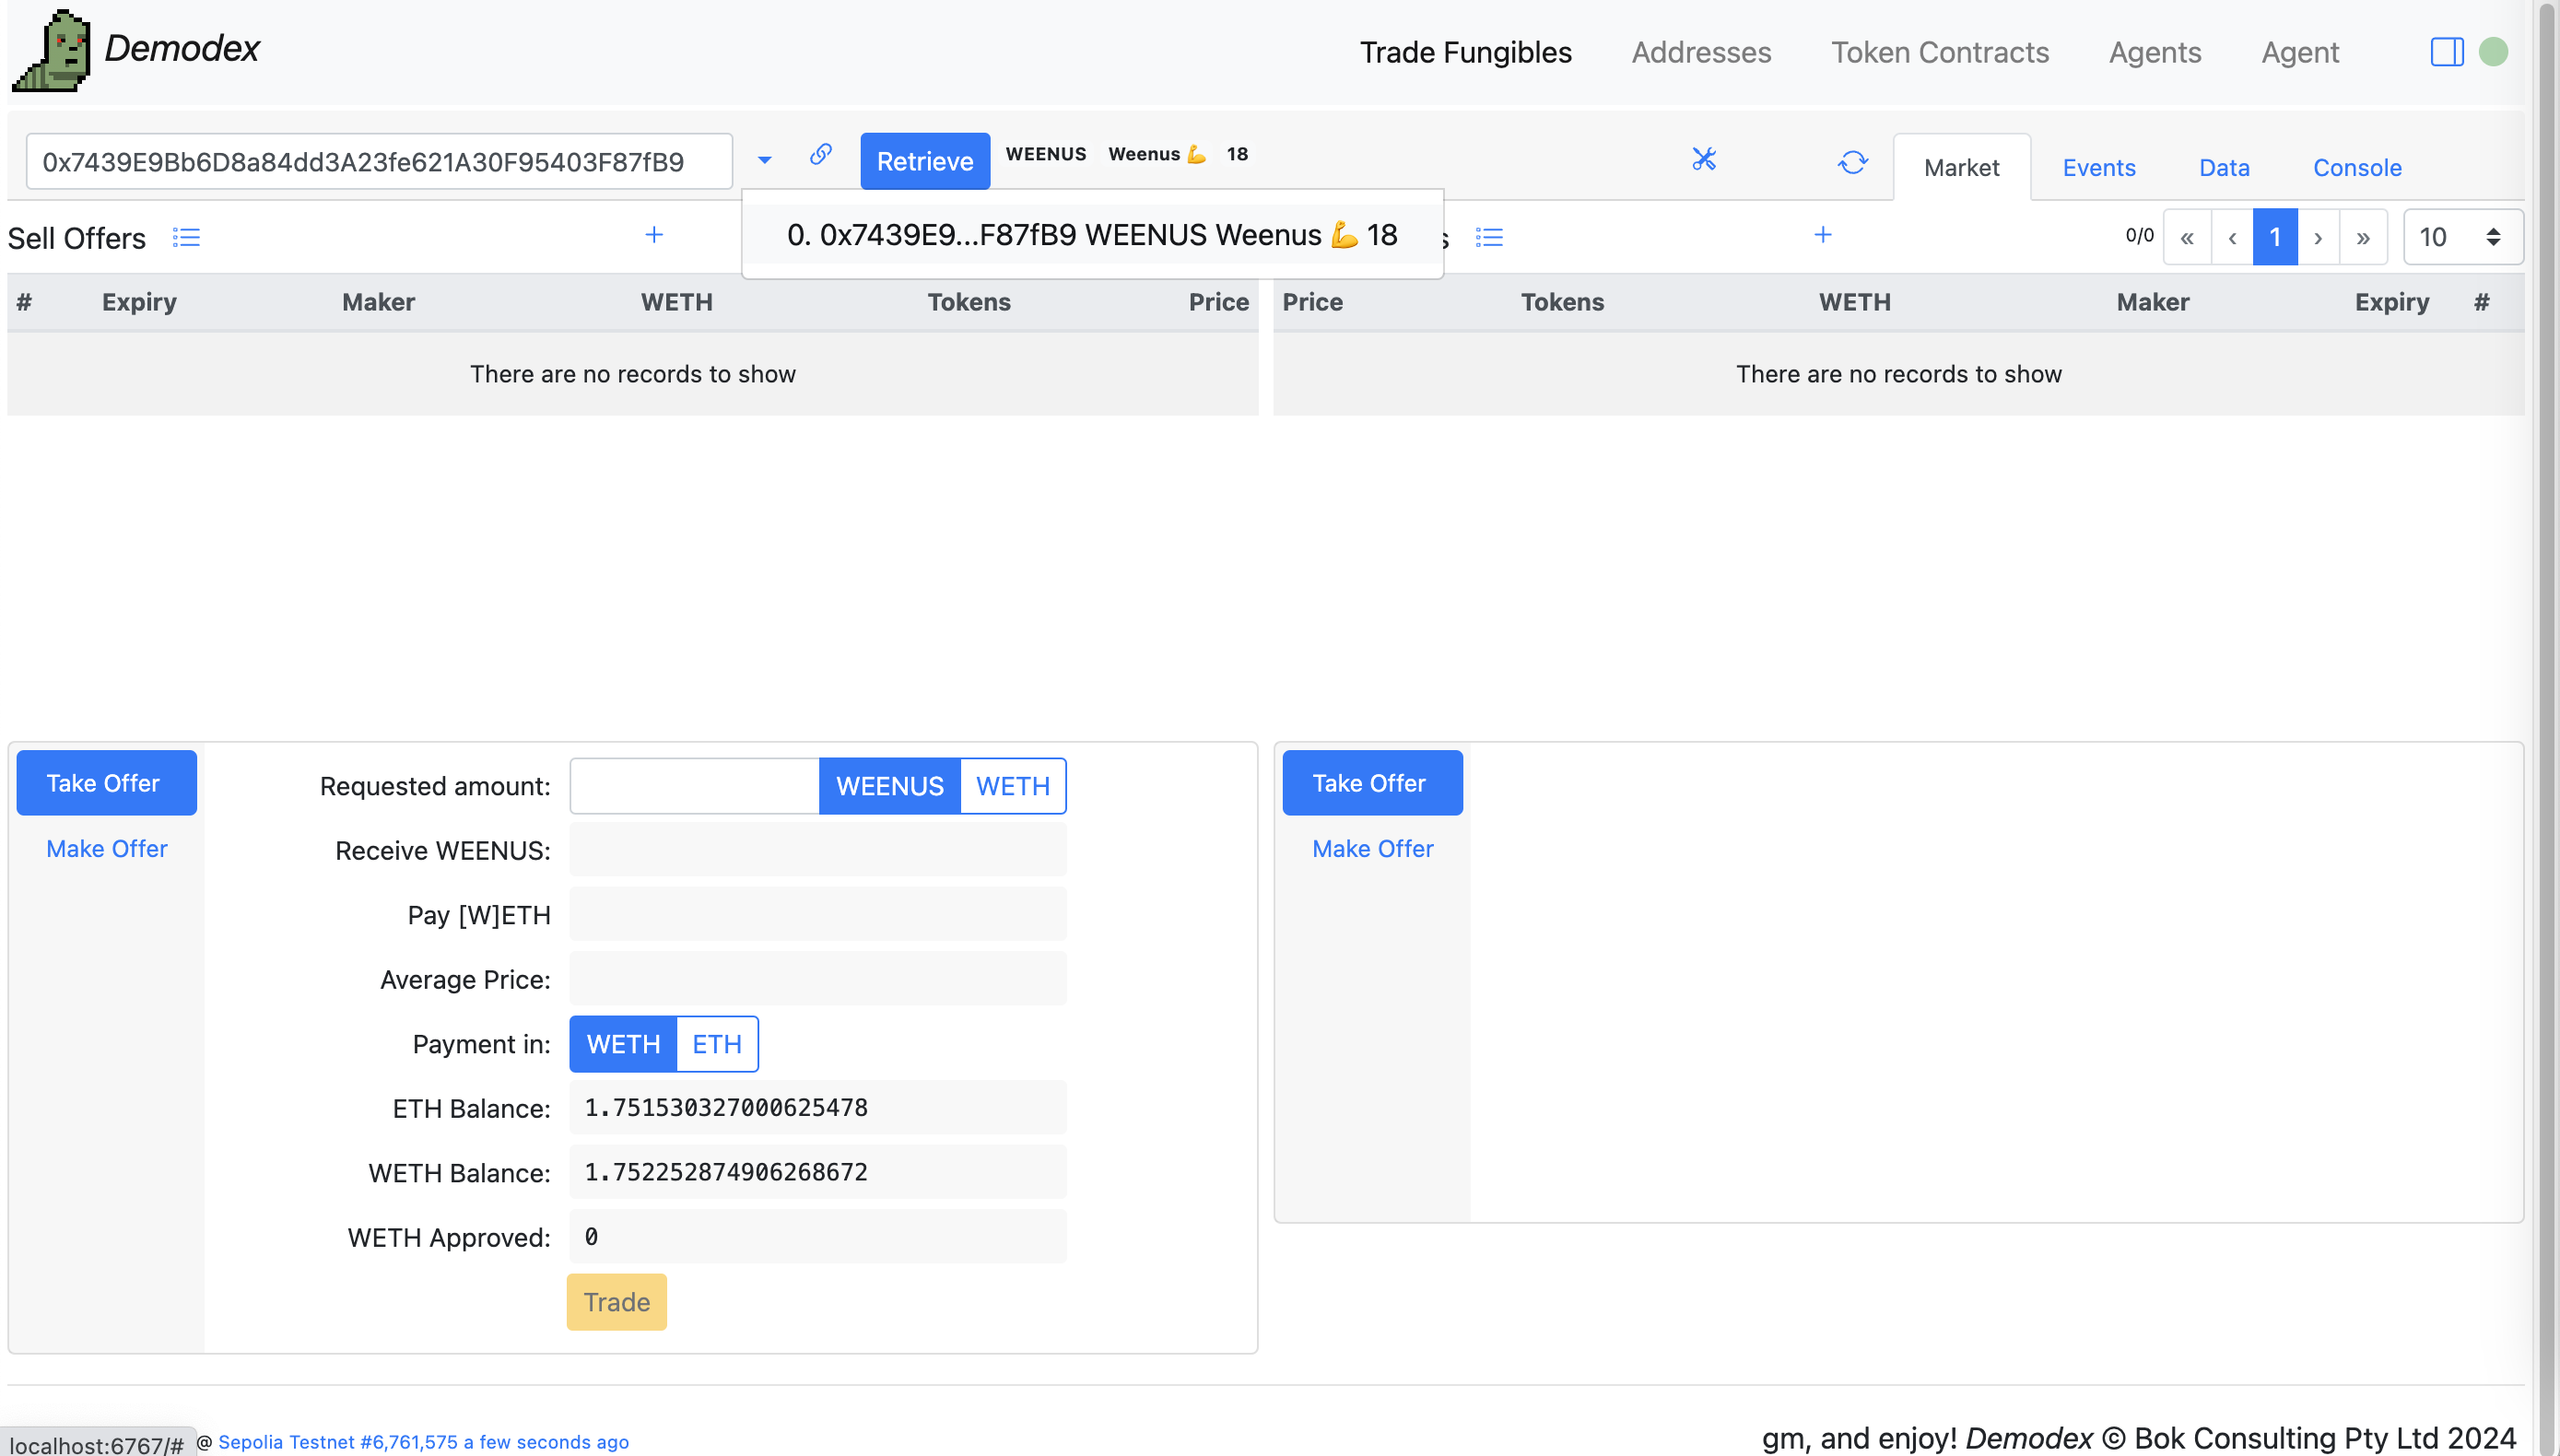 Demodex
Trade Fungibles Addresses Token Contracts Agents Agent
0x7439E9Bb6D8a84dd3A23fe621A30F95403F87fB9 Retrieve WEENUS Weenus 💪 18 Market Events Data Console
0. 0x7439E9...F87fB9 WEENUS Weenus 💪 18
Sell Offers + s + 0/0 « ‹ 1 › » 10
# Expiry Maker WETH Tokens Price Price Tokens WETH Maker Expiry #
There are no records to show There are no records to show
Take Offer
Make Offer
Requested amount: WEENUS WETH
Receive WEENUS:
Pay [W]ETH
Average Price:
Payment in: WETH ETH
ETH Balance: 1.751530327000625478
WETH Balance: 1.752252874906268672
WETH Approved: 0
Trade
Take Offer
Make Offer
localhost:6767/# @ Sepolia Testnet #6,761,575 a few seconds ago
gm, and enjoy! Demodex © Bok Consulting Pty Ltd 2024